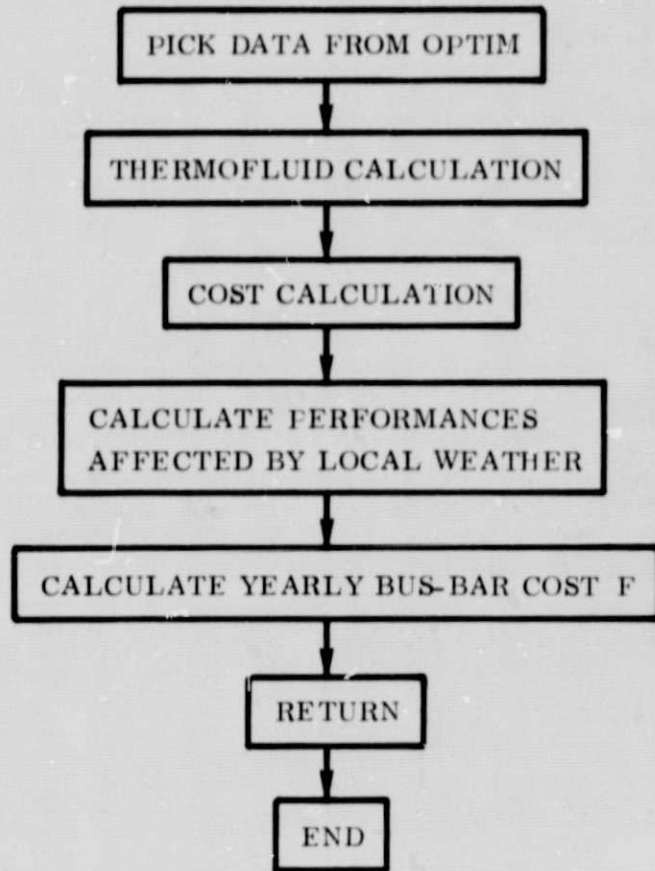 PICK DATA FROM OPTIM
THERMOFLUID CALCULATION
COST CALCULATION
CALCULATE PERFORMANCES
AFFECTED BY LOCAL WEATHER
CALCULATE YEARLY BUS-BAR COST F
RETURN
END